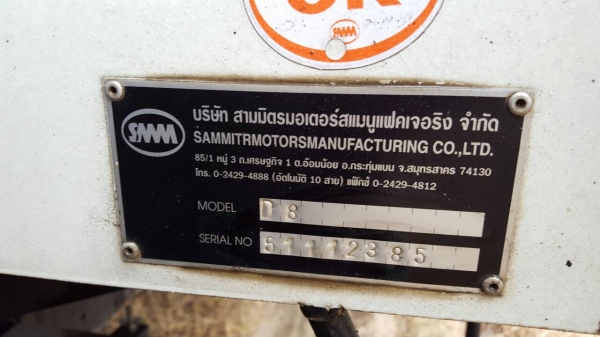 OK
SAMM
SAMM
บริษัท สามมิตรมอเตอร์สแมนูแฟคเจอริง จำกัด
SAMMITRMOTORSMANUFACTURING CO.,LTD.
85/1 หมู่ 3 ถ.เศรษฐกิจ 1 ต.อ้อมน้อย อ.กระทุ่มแบน จ.สมุทรสาคร 74130
โทร. 0-2429-4888 (อัตโนมัติ 10 สาย) แฟ็กซ์ 0-2429-4812
MODEL D8
SERIAL NO 51112385